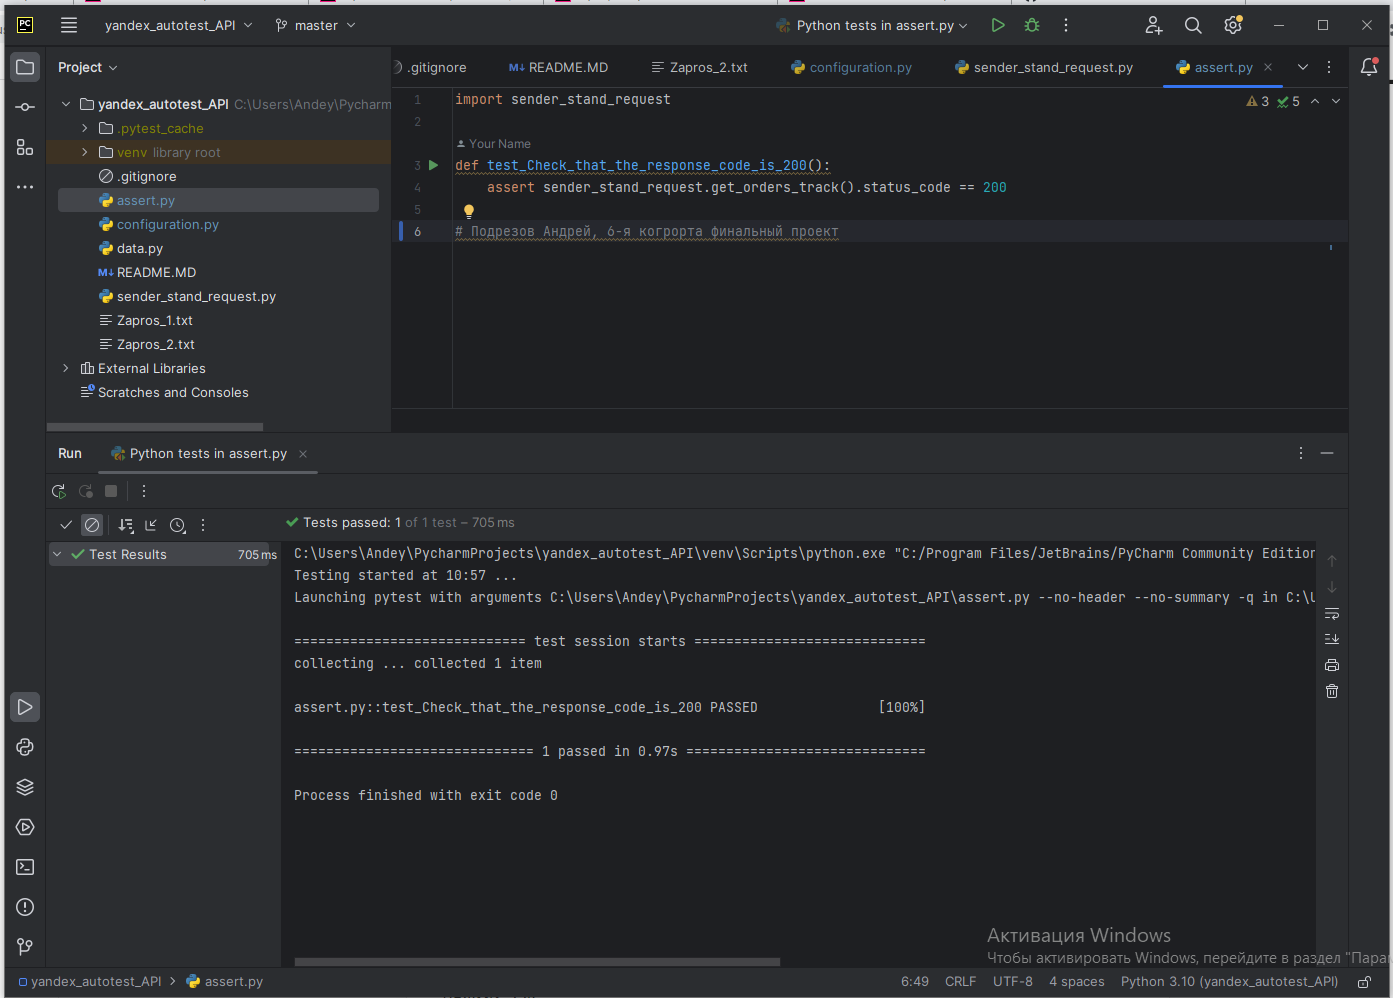 PC yandex_autotest_API master Python tests in assert.py
Project
.gitignore M↓ README.MD Zapros_2.txt configuration.py sender_stand_request.py assert.py
yandex_autotest_API C:\Users\Andey\Pycharm
.pytest_cache
venv library root
.gitignore
assert.py
configuration.py
data.py
M↓ README.MD
sender_stand_request.py
Zapros_1.txt
Zapros_2.txt
External Libraries
Scratches and Consoles
1 import sender_stand_request
3 5
2
Your Name
3 def test_Check_that_the_response_code_is_200():
4 assert sender_stand_request.get_orders_track().status_code == 200
5
6 # Подрезов Андрей, 6-я когрорта финальный проект
Run Python tests in assert.py
Tests passed: 1 of 1 test – 705 ms
Test Results 705 ms
C:\Users\Andey\PycharmProjects\yandex_autotest_API\venv\Scripts\python.exe "C:/Program Files/JetBrains/PyCharm Community Edition
Testing started at 10:57 ...
Launching pytest with arguments C:\Users\Andey\PycharmProjects\yandex_autotest_API\assert.py --no-header --no-summary -q in C:\U
============================= test session starts =============================
collecting ... collected 1 item
assert.py::test_Check_that_the_response_code_is_200 PASSED [100%]
============================== 1 passed in 0.97s ==============================
Process finished with exit code 0
Активация Windows
Чтобы активировать Windows, перейдите в раздел "Пара
yandex_autotest_API > assert.py
6:49 CRLF UTF-8 4 spaces Python 3.10 (yandex_autotest_API)